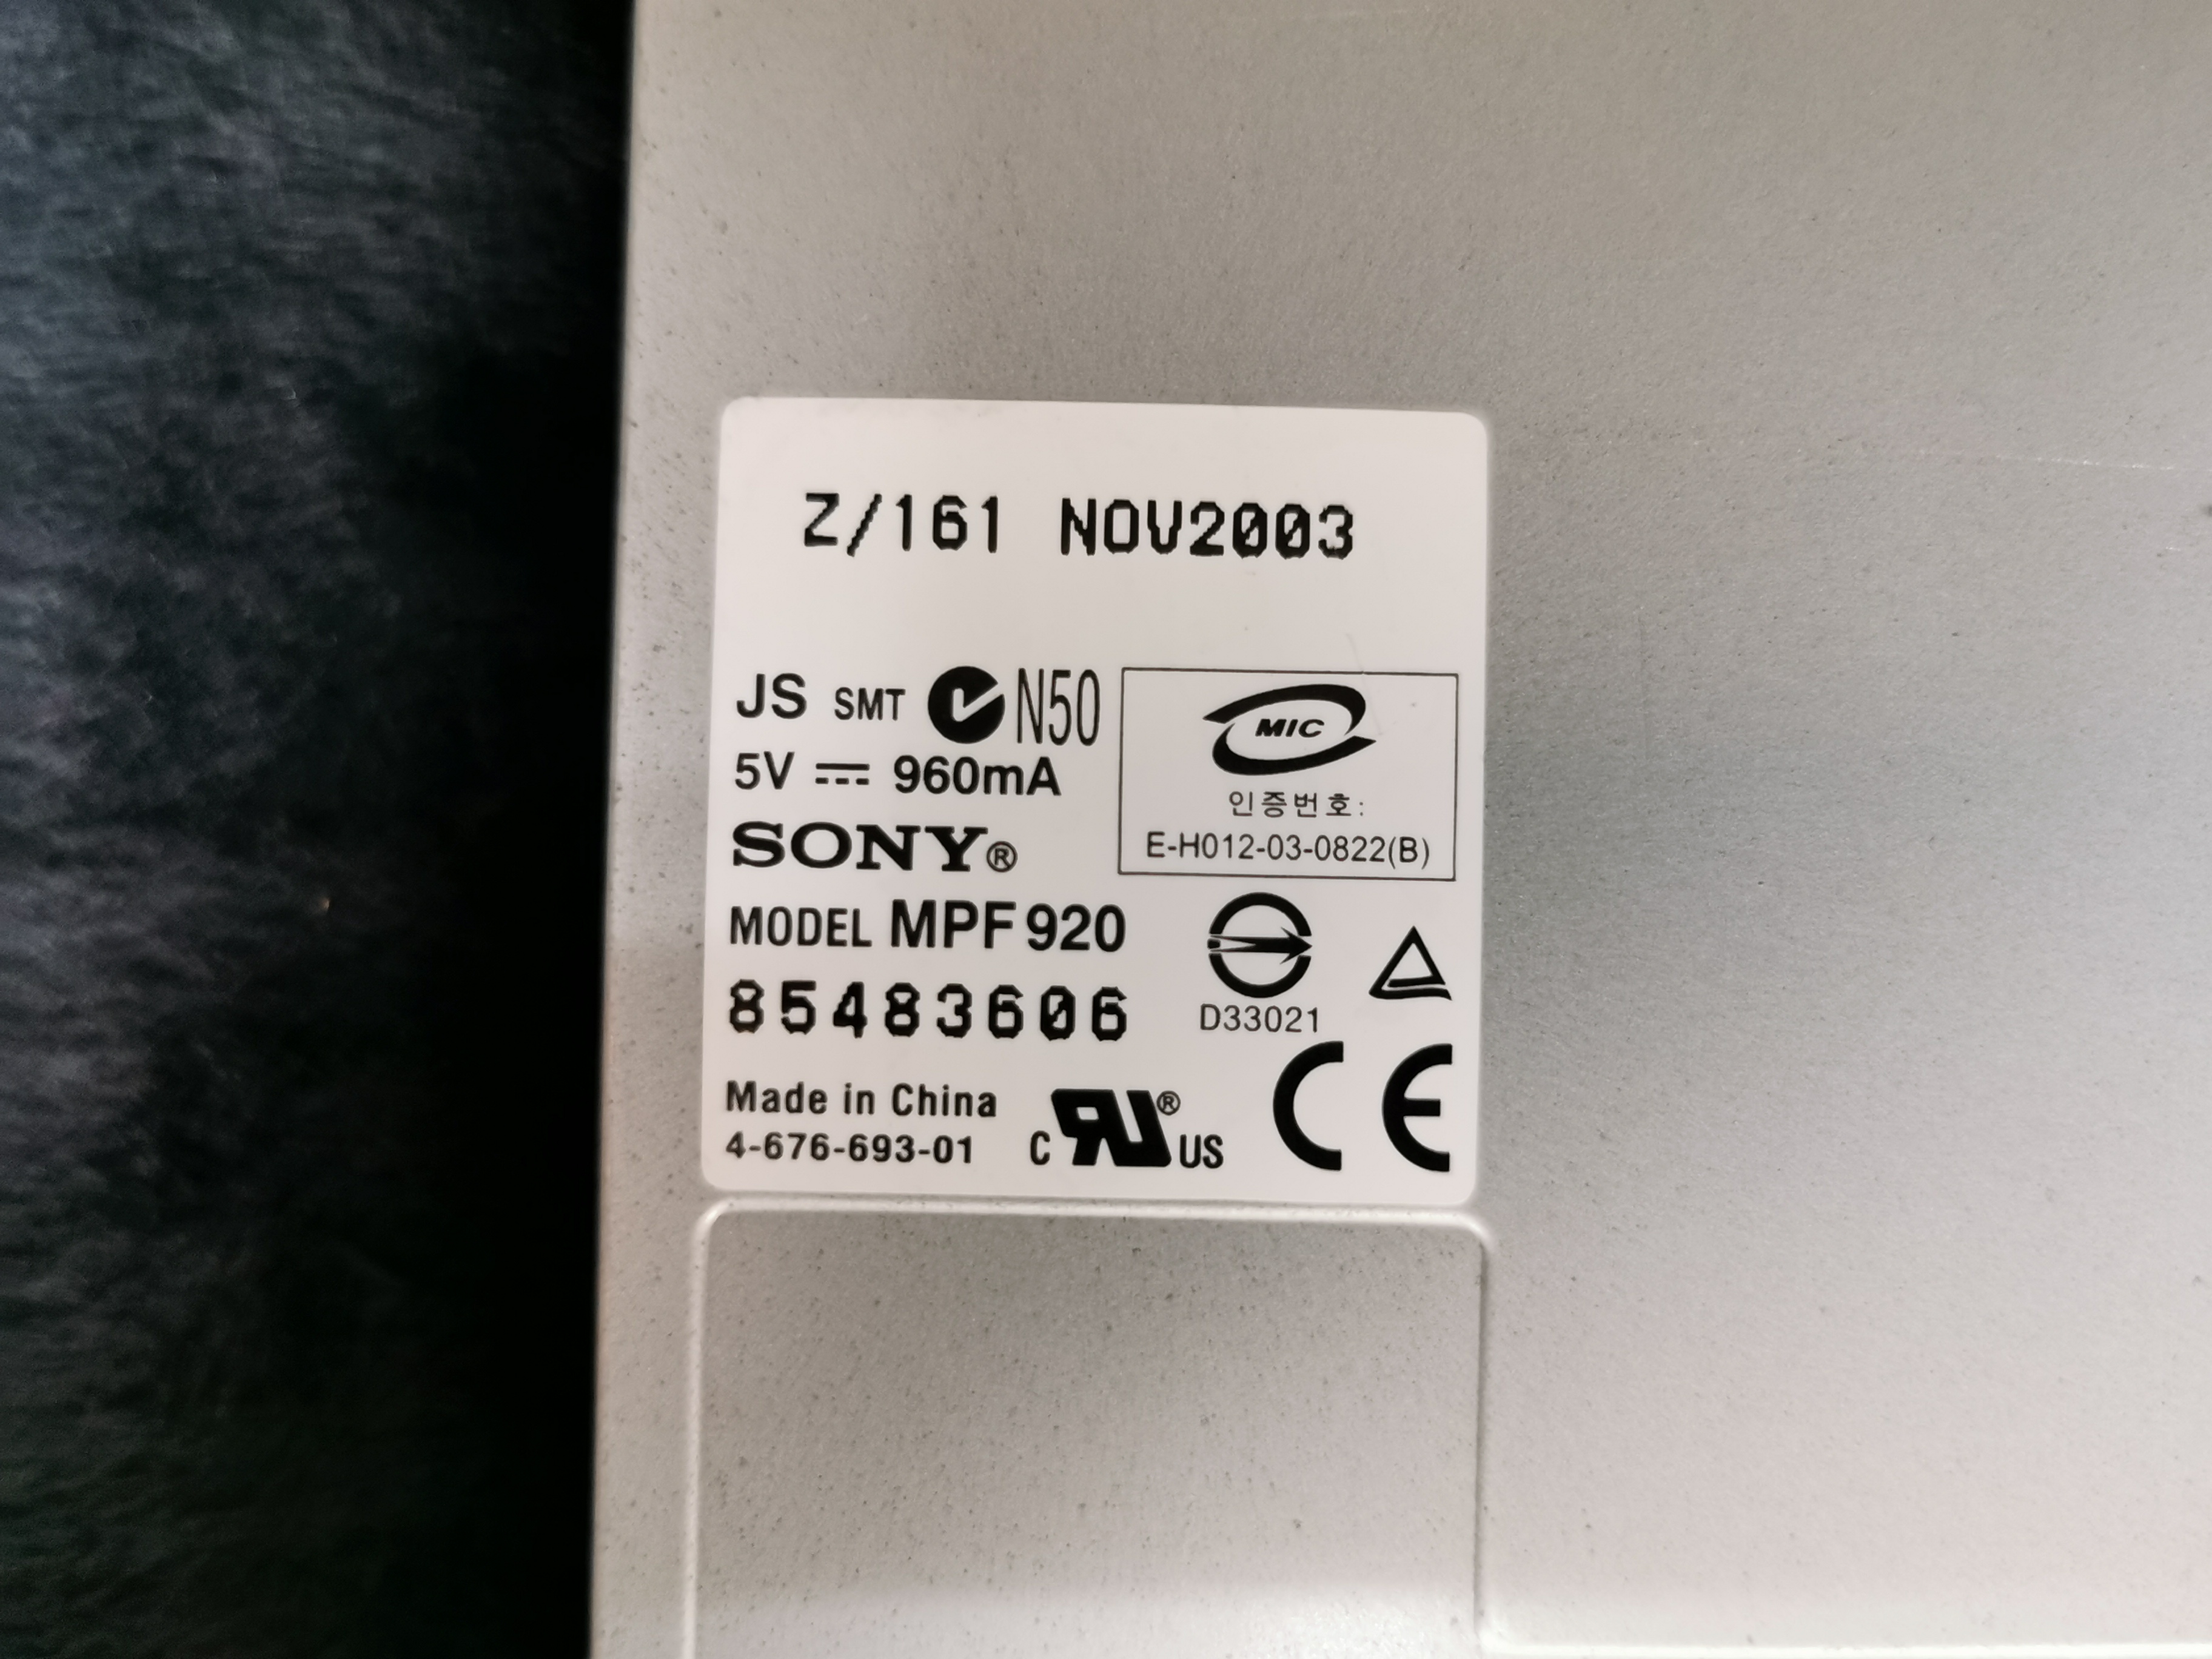 Z/161 NOV2003
JS SMT N50
5V ⎓ 960mA
SONY®
MODEL MPF920
85483606
Made in China
4-676-693-01
MIC
인증번호:
E-H012-03-0822(B)
D33021
C RU® US
CE